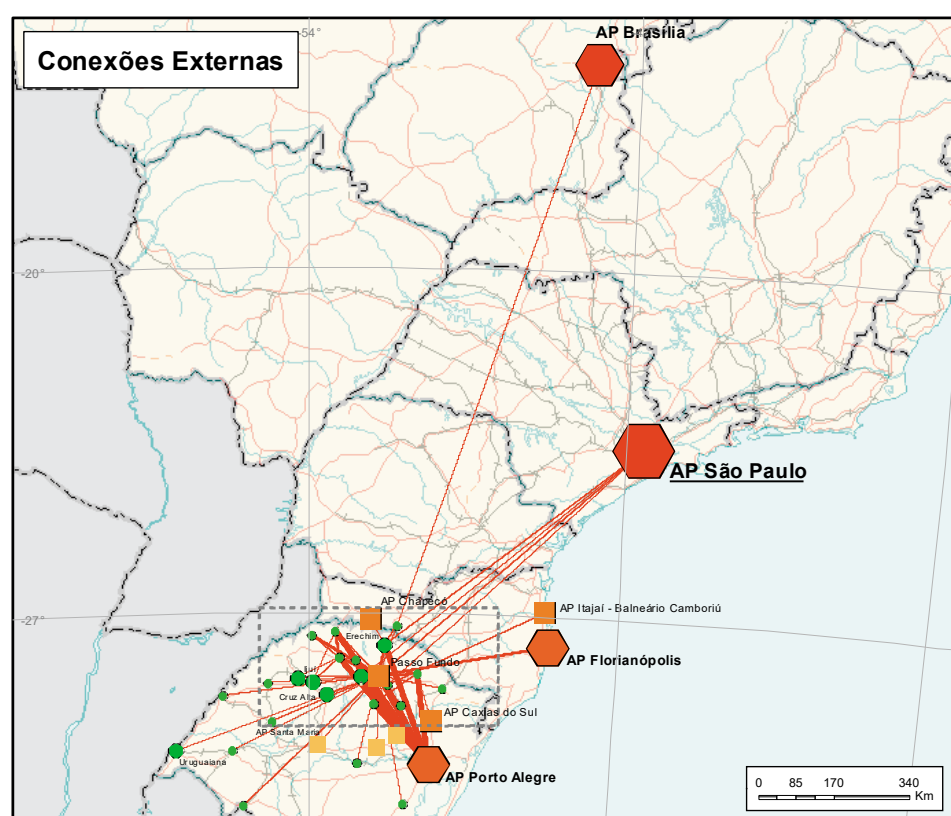 -54°
AP Brasília
Conexões Externas
-20°
AP São Paulo
-27°
AP Chapecó
AP Itajaí - Balneário Camboriú
Erechim
AP Florianópolis
Passo Fundo
Ijuí
Cruz Alta
AP Caxias do Sul
AP Santa Maria
Uruguaiana
AP Porto Alegre
0 85 170 340
Km